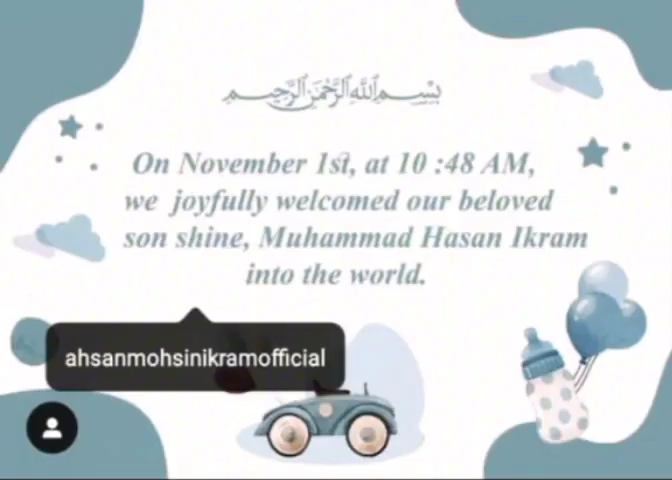 بسم الله الرحمن الرحيم
On November 1st, at 10 :48 AM,
we joyfully welcomed our beloved
son shine, Muhammad Hasan Ikram
into the world.
ahsanmohsinikramofficial